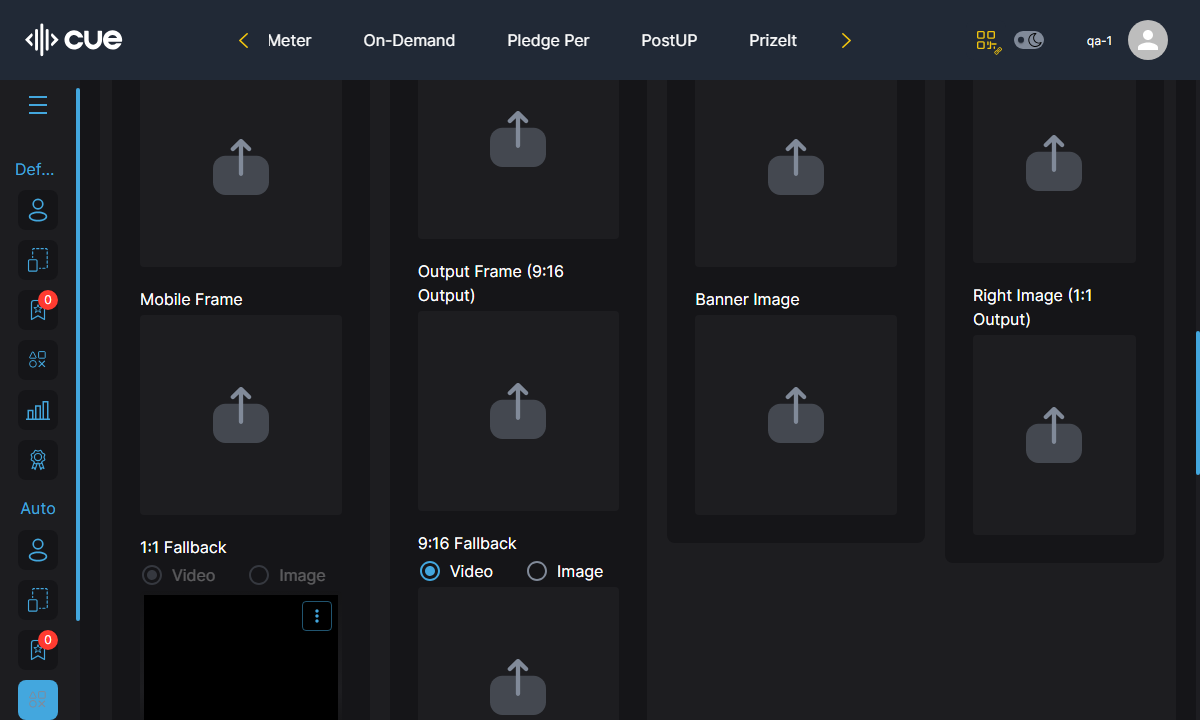 cue
Meter
On-Demand
Pledge Per
PostUP
PrizeIt
qa-1
Def...
0
Auto
0
Mobile Frame
1:1 Fallback
Video
Image
Output Frame (9:16
Output)
9:16 Fallback
Video
Image
Banner Image
Right Image (1:1
Output)